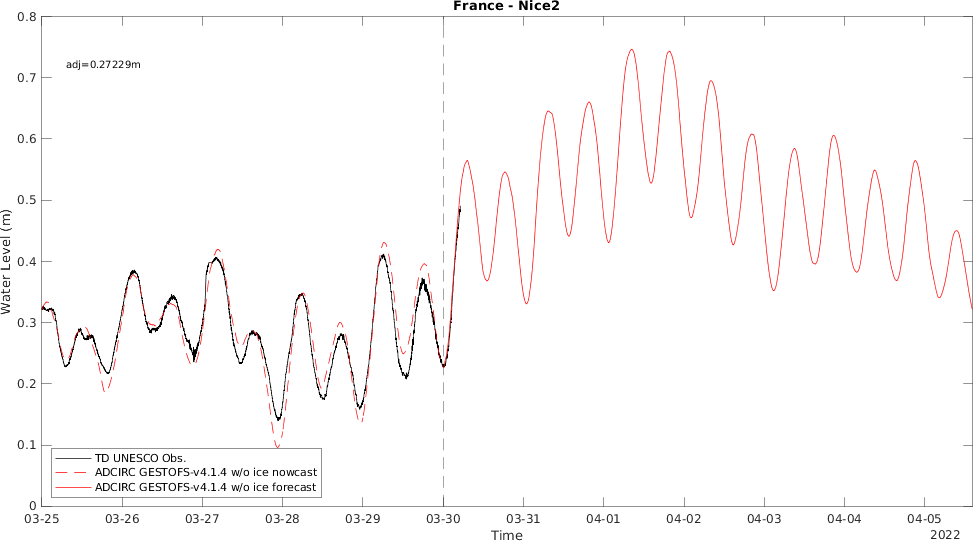 France - Nice2
adj=0.27229m
Water Level (m)
0.8
0.7
0.6
0.5
0.4
0.3
0.2
0.1
0
TD UNESCO Obs.
ADCIRC GESTOFS-v4.1.4 w/o ice nowcast
ADCIRC GESTOFS-v4.1.4 w/o ice forecast
03-25 03-26 03-27 03-28 03-29 03-30 03-31 04-01 04-02 04-03 04-04 04-05
Time
2022